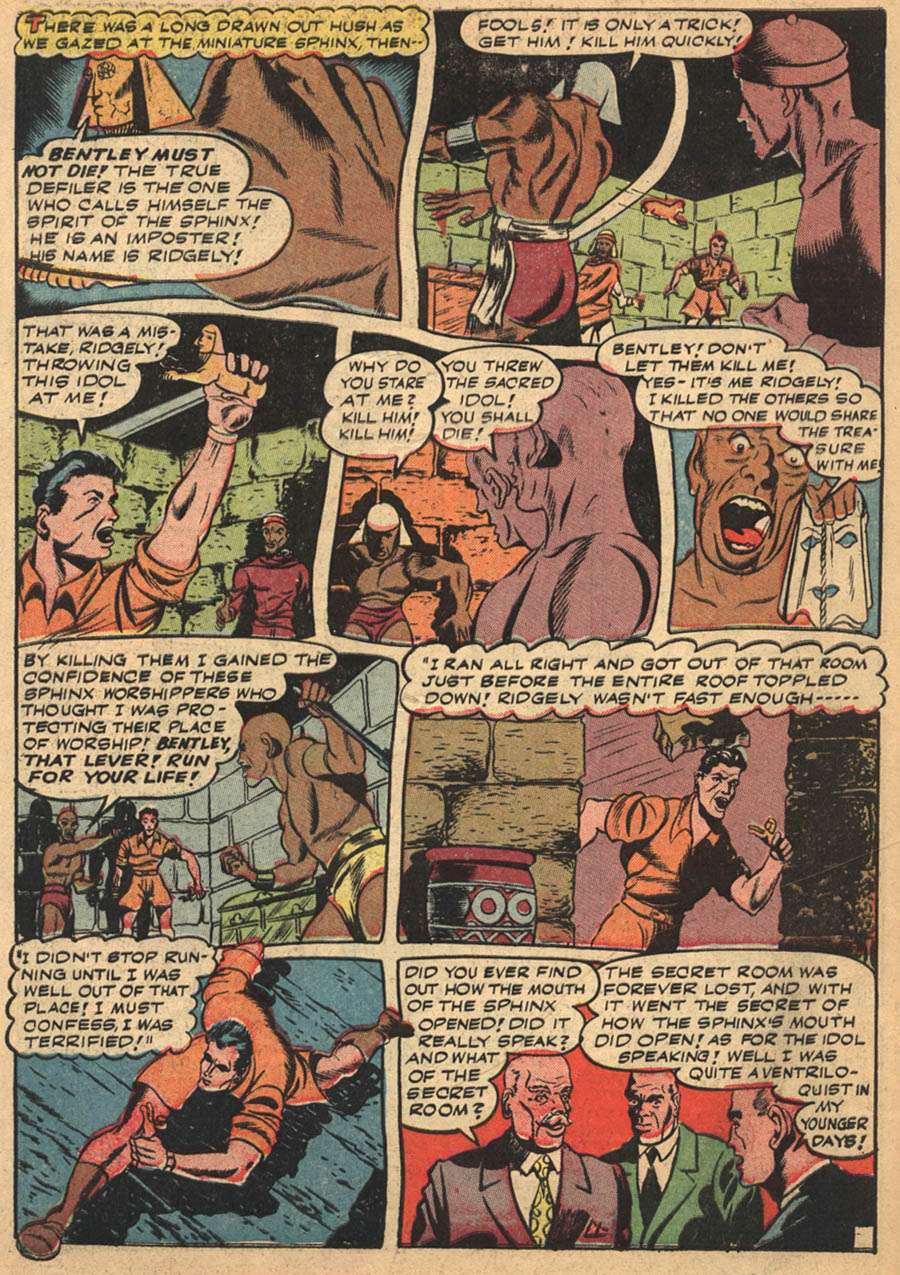 THERE WAS A LONG DRAWN OUT HUSH AS
WE GAZED AT THE MINIATURE SPHINX, THEN--
BENTLEY MUST
NOT DIE! THE TRUE
DEFILER IS THE ONE
WHO CALLS HIMSELF THE
SPIRIT OF THE SPHINX!
HE IS AN IMPOSTER!
HIS NAME IS RIDGELY!
FOOLS! IT IS ONLY A TRICK!
GET HIM! KILL HIM QUICKLY!
THAT WAS A MIS-
TAKE, RIDGELY!
THROWING
THIS IDOL
AT ME!
WHY DO
YOU STARE
AT ME?
KILL HIM!
KILL HIM!
YOU THREW
THE SACRED
IDOL!
YOU SHALL
DIE!
BENTLEY! DON'T
LET THEM KILL ME!
YES- IT'S ME RIDGELY!
I KILLED THE OTHERS SO
THAT NO ONE WOULD SHARE
THE TREA-
SURE
WITH ME!
BY KILLING THEM I GAINED THE
CONFIDENCE OF THESE
SPHINX WORSHIPPERS WHO
THOUGHT I WAS PRO-
TECTING THEIR PLACE
OF WORSHIP! BENTLEY,
THAT LEVER! RUN
FOR YOUR LIFE!
"I RAN ALL RIGHT AND GOT OUT OF THAT ROOM
JUST BEFORE THE ENTIRE ROOF TOPPLED
DOWN! RIDGELY WASN'T FAST ENOUGH-----
"I DIDN'T STOP RUN-
NING UNTIL I WAS
WELL OUT OF THAT
PLACE! I MUST
CONFESS, I WAS
TERRIFIED!"
DID YOU EVER FIND
OUT HOW THE MOUTH
OF THE SPHINX
OPENED! DID IT
REALLY SPEAK?
AND WHAT
OF THE
SECRET
ROOM?
THE SECRET ROOM WAS
FOREVER LOST, AND WITH
IT WENT THE SECRET OF
HOW THE SPHINX'S MOUTH
DID OPEN! AS FOR THE IDOL
SPEAKING! WELL I WAS
QUITE A VENTRILO-
QUIST IN
MY
YOUNGER
DAYS!